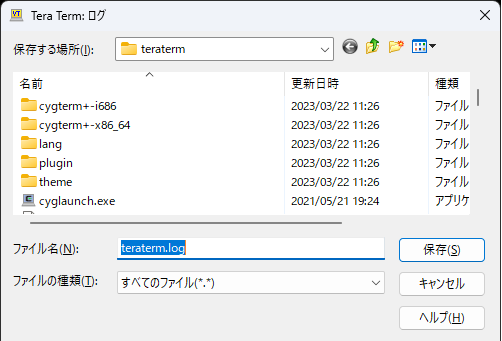 Tera Term: ログ
保存する場所(I): teraterm
名前 更新日時 種類
cygterm+-i686 2023/03/22 11:26 ファイル
cygterm+-x86_64 2023/03/22 11:26 ファイル
lang 2023/03/22 11:26 ファイル
plugin 2023/03/22 11:26 ファイル
theme 2023/03/22 11:26 ファイル
cyglaunch.exe 2021/05/21 19:24 アプリケ
ファイル名(N): teraterm.log 保存(S)
ファイルの種類(T): すべてのファイル(*.*) キャンセル
ヘルプ(H)